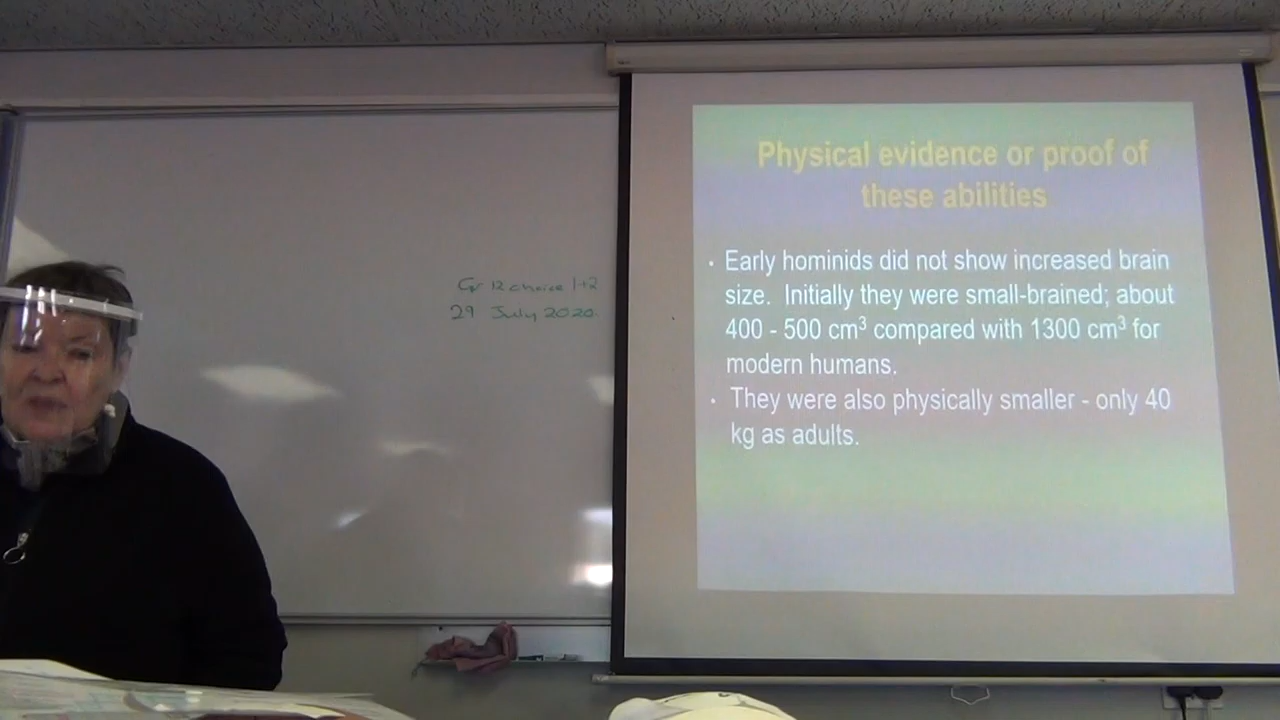 Gr 12 choice 1+2
29 July 2020
Physical evidence or proof of
these abilities
• Early hominids did not show increased brain
size. Initially they were small-brained; about
400 - 500 cm³ compared with 1300 cm³ for
modern humans.
• They were also physically smaller - only 40
kg as adults.